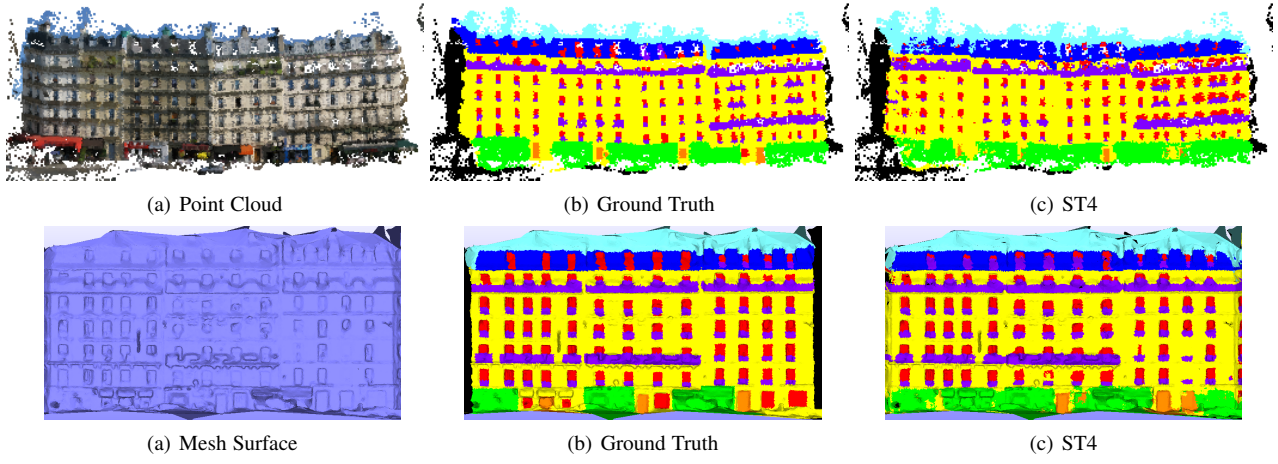 (a) Point Cloud
(b) Ground Truth
(c) ST4
(a) Mesh Surface
(b) Ground Truth
(c) ST4